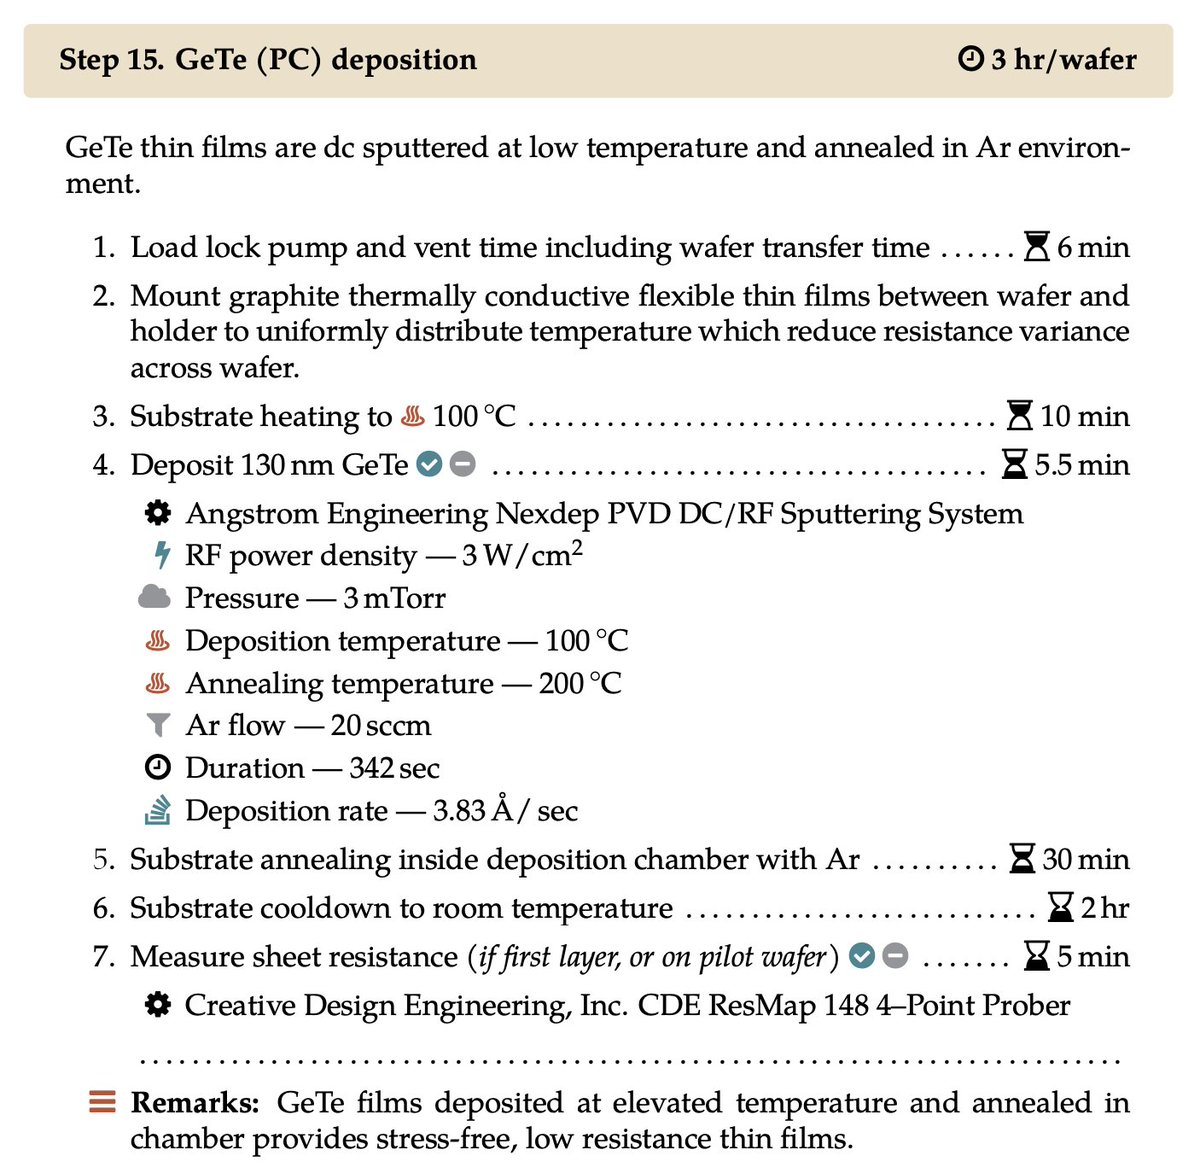 Step 15. GeTe (PC) deposition 3 hr/wafer
GeTe thin films are dc sputtered at low temperature and annealed in Ar environ-
ment.
1. Load lock pump and vent time including wafer transfer time ...... 6 min
2. Mount graphite thermally conductive flexible thin films between wafer and
holder to uniformly distribute temperature which reduce resistance variance
across wafer.
3. Substrate heating to 100 °C .................................... 10 min
4. Deposit 130 nm GeTe ...................................... 5.5 min
Angstrom Engineering Nexdep PVD DC/RF Sputtering System
RF power density — 3 W/cm²
Pressure — 3 mTorr
Deposition temperature — 100 °C
Annealing temperature — 200 °C
Ar flow — 20 sccm
Duration — 342 sec
Deposition rate — 3.83 Å/ sec
5. Substrate annealing inside deposition chamber with Ar .......... 30 min
6. Substrate cooldown to room temperature ........................... 2 hr
7. Measure sheet resistance (if first layer, or on pilot wafer) ....... 5 min
Creative Design Engineering, Inc. CDE ResMap 148 4–Point Prober
Remarks: GeTe films deposited at elevated temperature and annealed in
chamber provides stress-free, low resistance thin films.